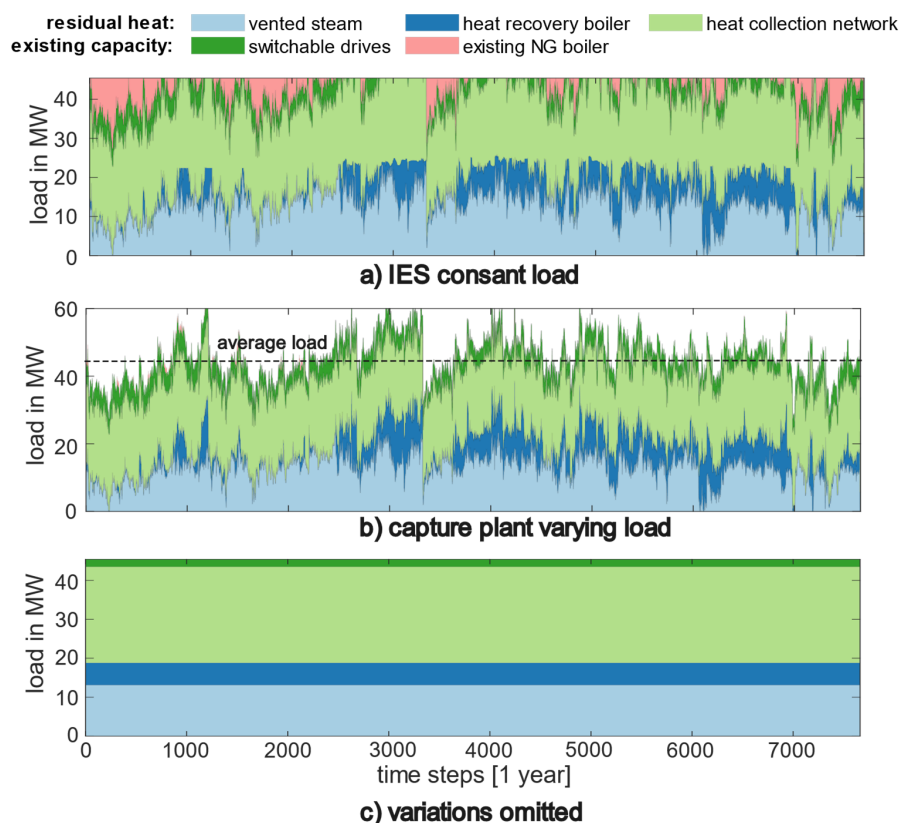 residual heat: vented steam heat recovery boiler heat collection network
existing capacity: switchable drives existing NG boiler
load in MW
40
30
20
10
0
a) IES consant load
load in MW
60
40
20
0
average load
b) capture plant varying load
load in MW
40
30
20
10
0
0 1000 2000 3000 4000 5000 6000 7000
time steps [1 year]
c) variations omitted